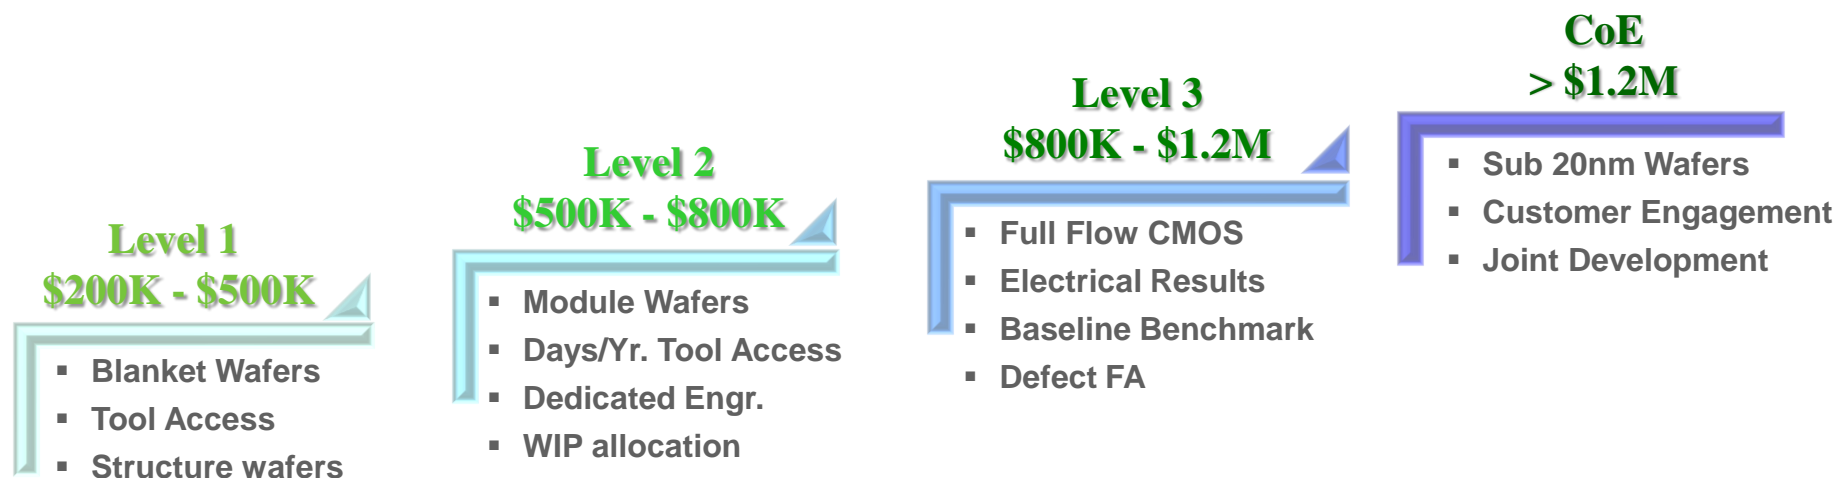 Level 1
$200K - $500K
▪ Blanket Wafers
▪ Tool Access
▪ Structure wafers
Level 2
$500K - $800K
▪ Module Wafers
▪ Days/Yr. Tool Access
▪ Dedicated Engr.
▪ WIP allocation
Level 3
$800K - $1.2M
▪ Full Flow CMOS
▪ Electrical Results
▪ Baseline Benchmark
▪ Defect FA
CoE
> $1.2M
▪ Sub 20nm Wafers
▪ Customer Engagement
▪ Joint Development